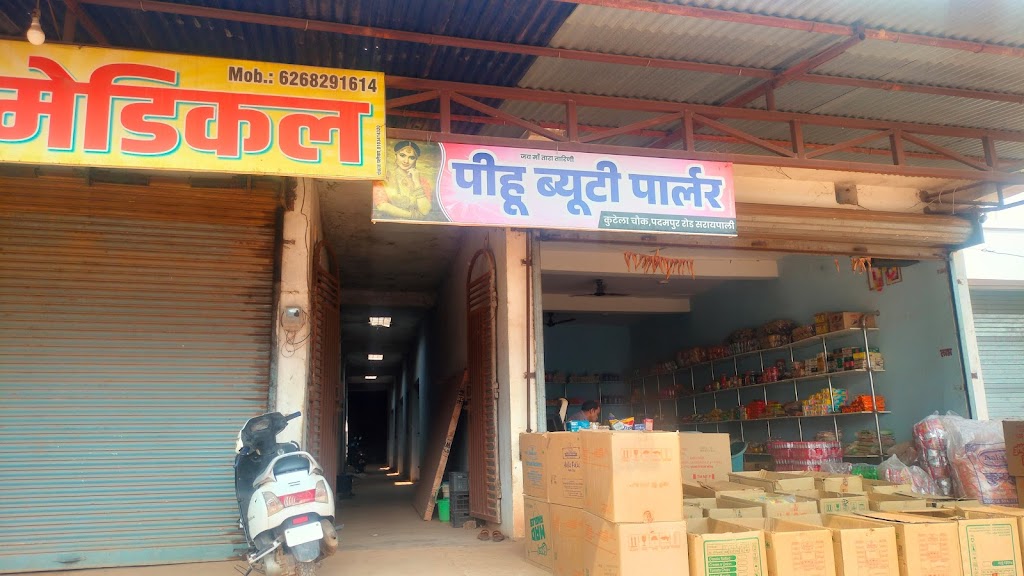 Mob.: 6268291614
मेडिकल
जय माँ तारा तारिणी
पीहू ब्यूटी पार्लर
कुटेला चोक,पदमपुर रोड सरायपाली